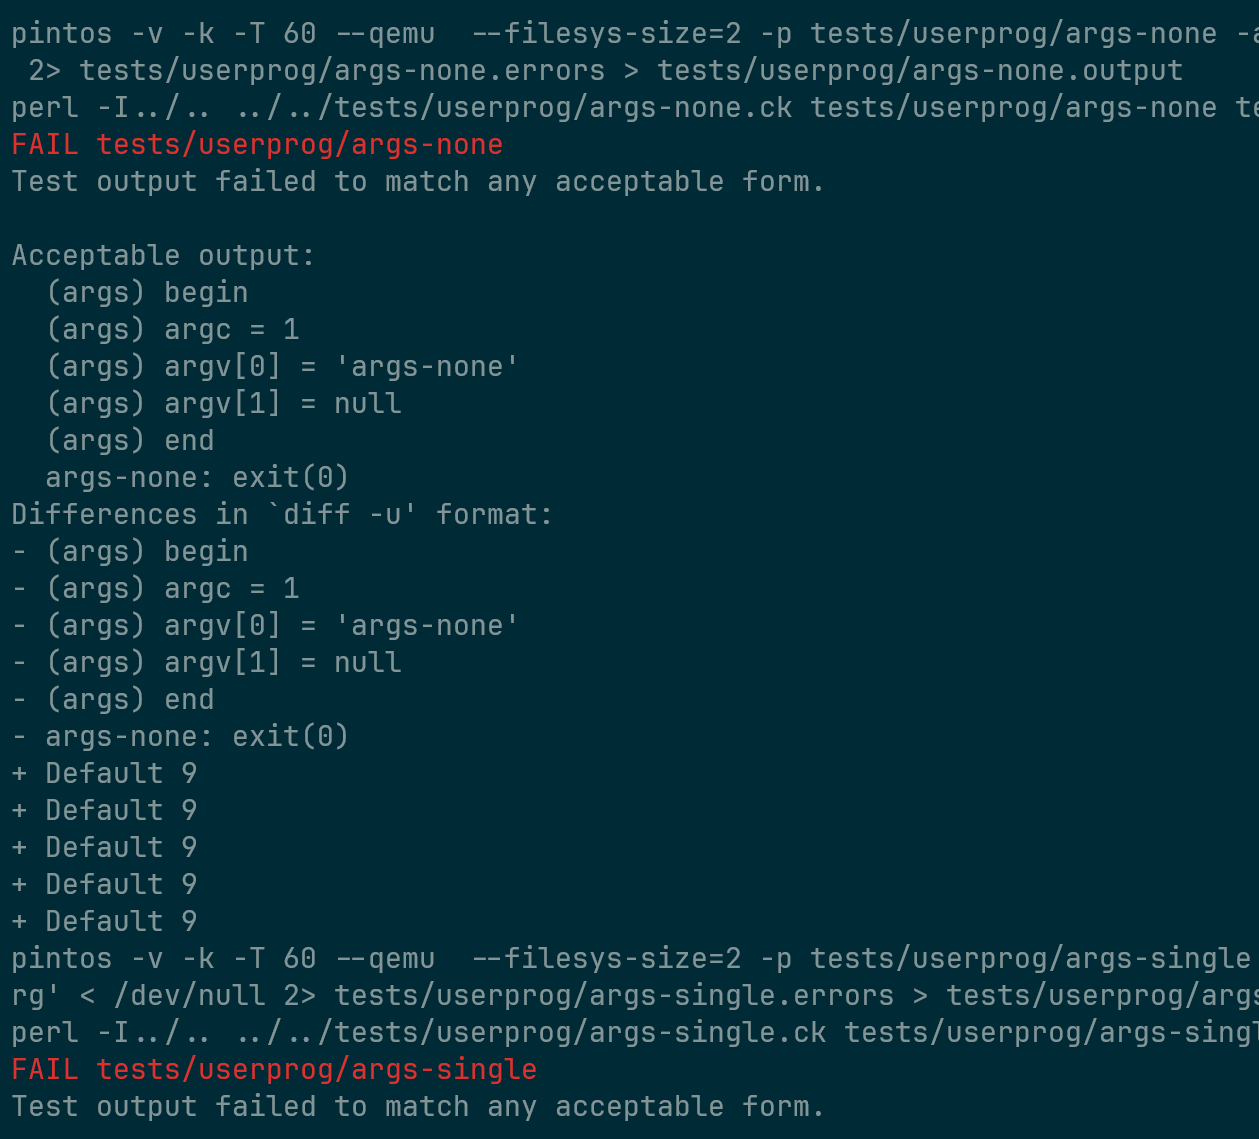 pintos -v -k -T 60 --qemu  --filesys-size=2 -p tests/userprog/args-none -a
 2> tests/userprog/args-none.errors > tests/userprog/args-none.output
perl -I../.. ../../tests/userprog/args-none.ck tests/userprog/args-none te
FAIL tests/userprog/args-none
Test output failed to match any acceptable form.

Acceptable output:
  (args) begin
  (args) argc = 1
  (args) argv[0] = 'args-none'
  (args) argv[1] = null
  (args) end
  args-none: exit(0)
Differences in `diff -u' format:
- (args) begin
- (args) argc = 1
- (args) argv[0] = 'args-none'
- (args) argv[1] = null
- (args) end
- args-none: exit(0)
+ Default 9
+ Default 9
+ Default 9
+ Default 9
+ Default 9
pintos -v -k -T 60 --qemu  --filesys-size=2 -p tests/userprog/args-single
rg' < /dev/null 2> tests/userprog/args-single.errors > tests/userprog/args
perl -I../.. ../../tests/userprog/args-single.ck tests/userprog/args-singl
FAIL tests/userprog/args-single
Test output failed to match any acceptable form.